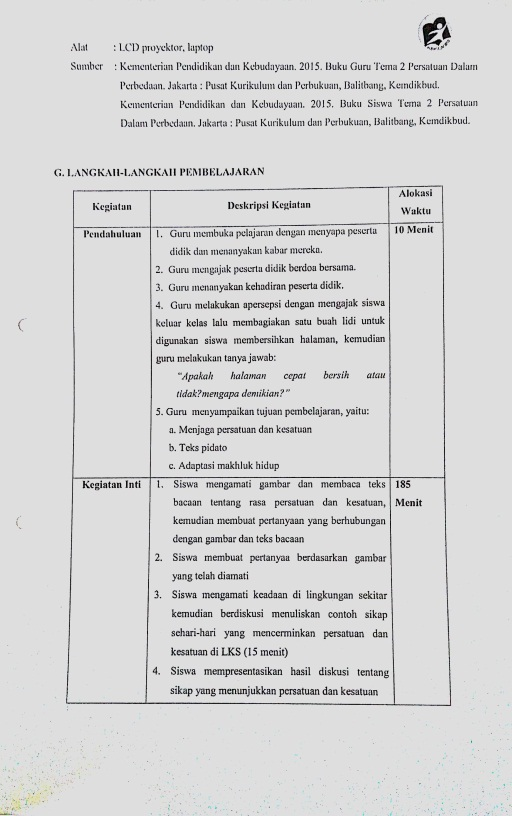 Alat : LCD proyektor, laptop
Sumber : Kementerian Pendidikan dan Kebudayaan. 2015. Buku Guru Tema 2 Persatuan Dalam
Perbedaan. Jakarta : Pusat Kurikulum dan Perbukuan, Balitbang, Kemdikbud.
Kementerian Pendidikan dan Kebudayaan. 2015. Buku Siswa Tema 2 Persatuan
Dalam Perbedaan. Jakarta : Pusat Kurikulum dan Perbukuan, Balitbang, Kemdikbud.
G. LANGKAH-LANGKAH PEMBELAJARAN
Kegiatan
Deskripsi Kegiatan
Alokasi
Waktu
Pendahuluan
1. Guru membuka pelajaran dengan menyapa peserta
didik dan menanyakan kabar mereka.
2. Guru mengajak peserta didik berdoa bersama.
3. Guru menanyakan kehadiran peserta didik.
4. Guru melakukan apersepsi dengan mengajak siswa
keluar kelas lalu membagiakan satu buah lidi untuk
digunakan siswa membersihkan halaman, kemudian
guru melakukan tanya jawab:
"Apakah halaman cepat bersih atau
tidak?mengapa demikian?"
5. Guru menyampaikan tujuan pembelajaran, yaitu:
a. Menjaga persatuan dan kesatuan
b. Teks pidato
c. Adaptasi makhluk hidup
10 Menit
Kegiatan Inti
1. Siswa mengamati gambar dan membaca teks
bacaan tentang rasa persatuan dan kesatuan,
kemudian membuat pertanyaan yang berhubungan
dengan gambar dan teks bacaan
2. Siswa membuat pertanyaa berdasarkan gambar
yang telah diamati
3. Siswa mengamati keadaan di lingkungan sekitar
kemudian berdiskusi menuliskan contoh sikap
sehari-hari yang mencerminkan persatuan dan
kesatuan di LKS (15 menit)
4. Siswa mempresentasikan hasil diskusi tentang
sikap yang menunjukkan persatuan dan kesatuan
185
Menit